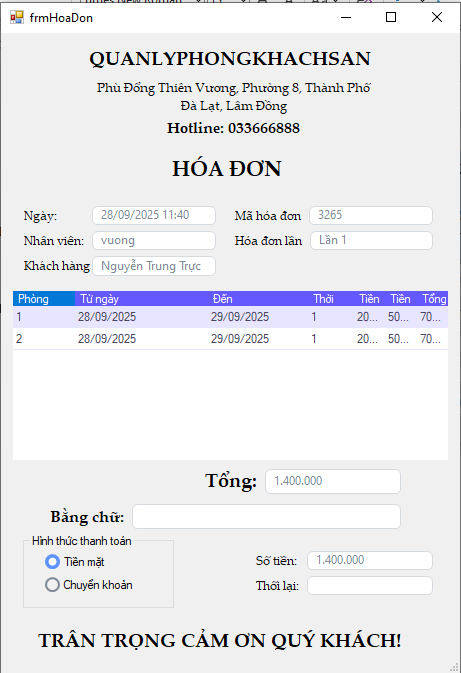 frmHoaDon
QUANLYPHONGKHACHSAN
Phù Đổng Thiên Vương, Phường 8, Thành Phố
Đà Lạt, Lâm Đồng
Hotline: 033666888
HÓA ĐƠN
Ngày: 28/09/2025 11:40 Mã hóa đơn 3265
Nhân viên: vuong Hóa đơn lần Lần 1
Khách hàng Nguyễn Trung Trực
Phòng Từ ngày Đến Thời Tiền Tiền Tổng
1 28/09/2025 29/09/2025 1 20... 50... 70...
2 28/09/2025 29/09/2025 1 20... 50... 70...
Tổng: 1.400.000
Bằng chữ:
Hình thức thanh toán
Tiền mặt Số tiền: 1.400.000
Chuyển khoản Thối lại:
TRÂN TRỌNG CẢM ƠN QUÝ KHÁCH!